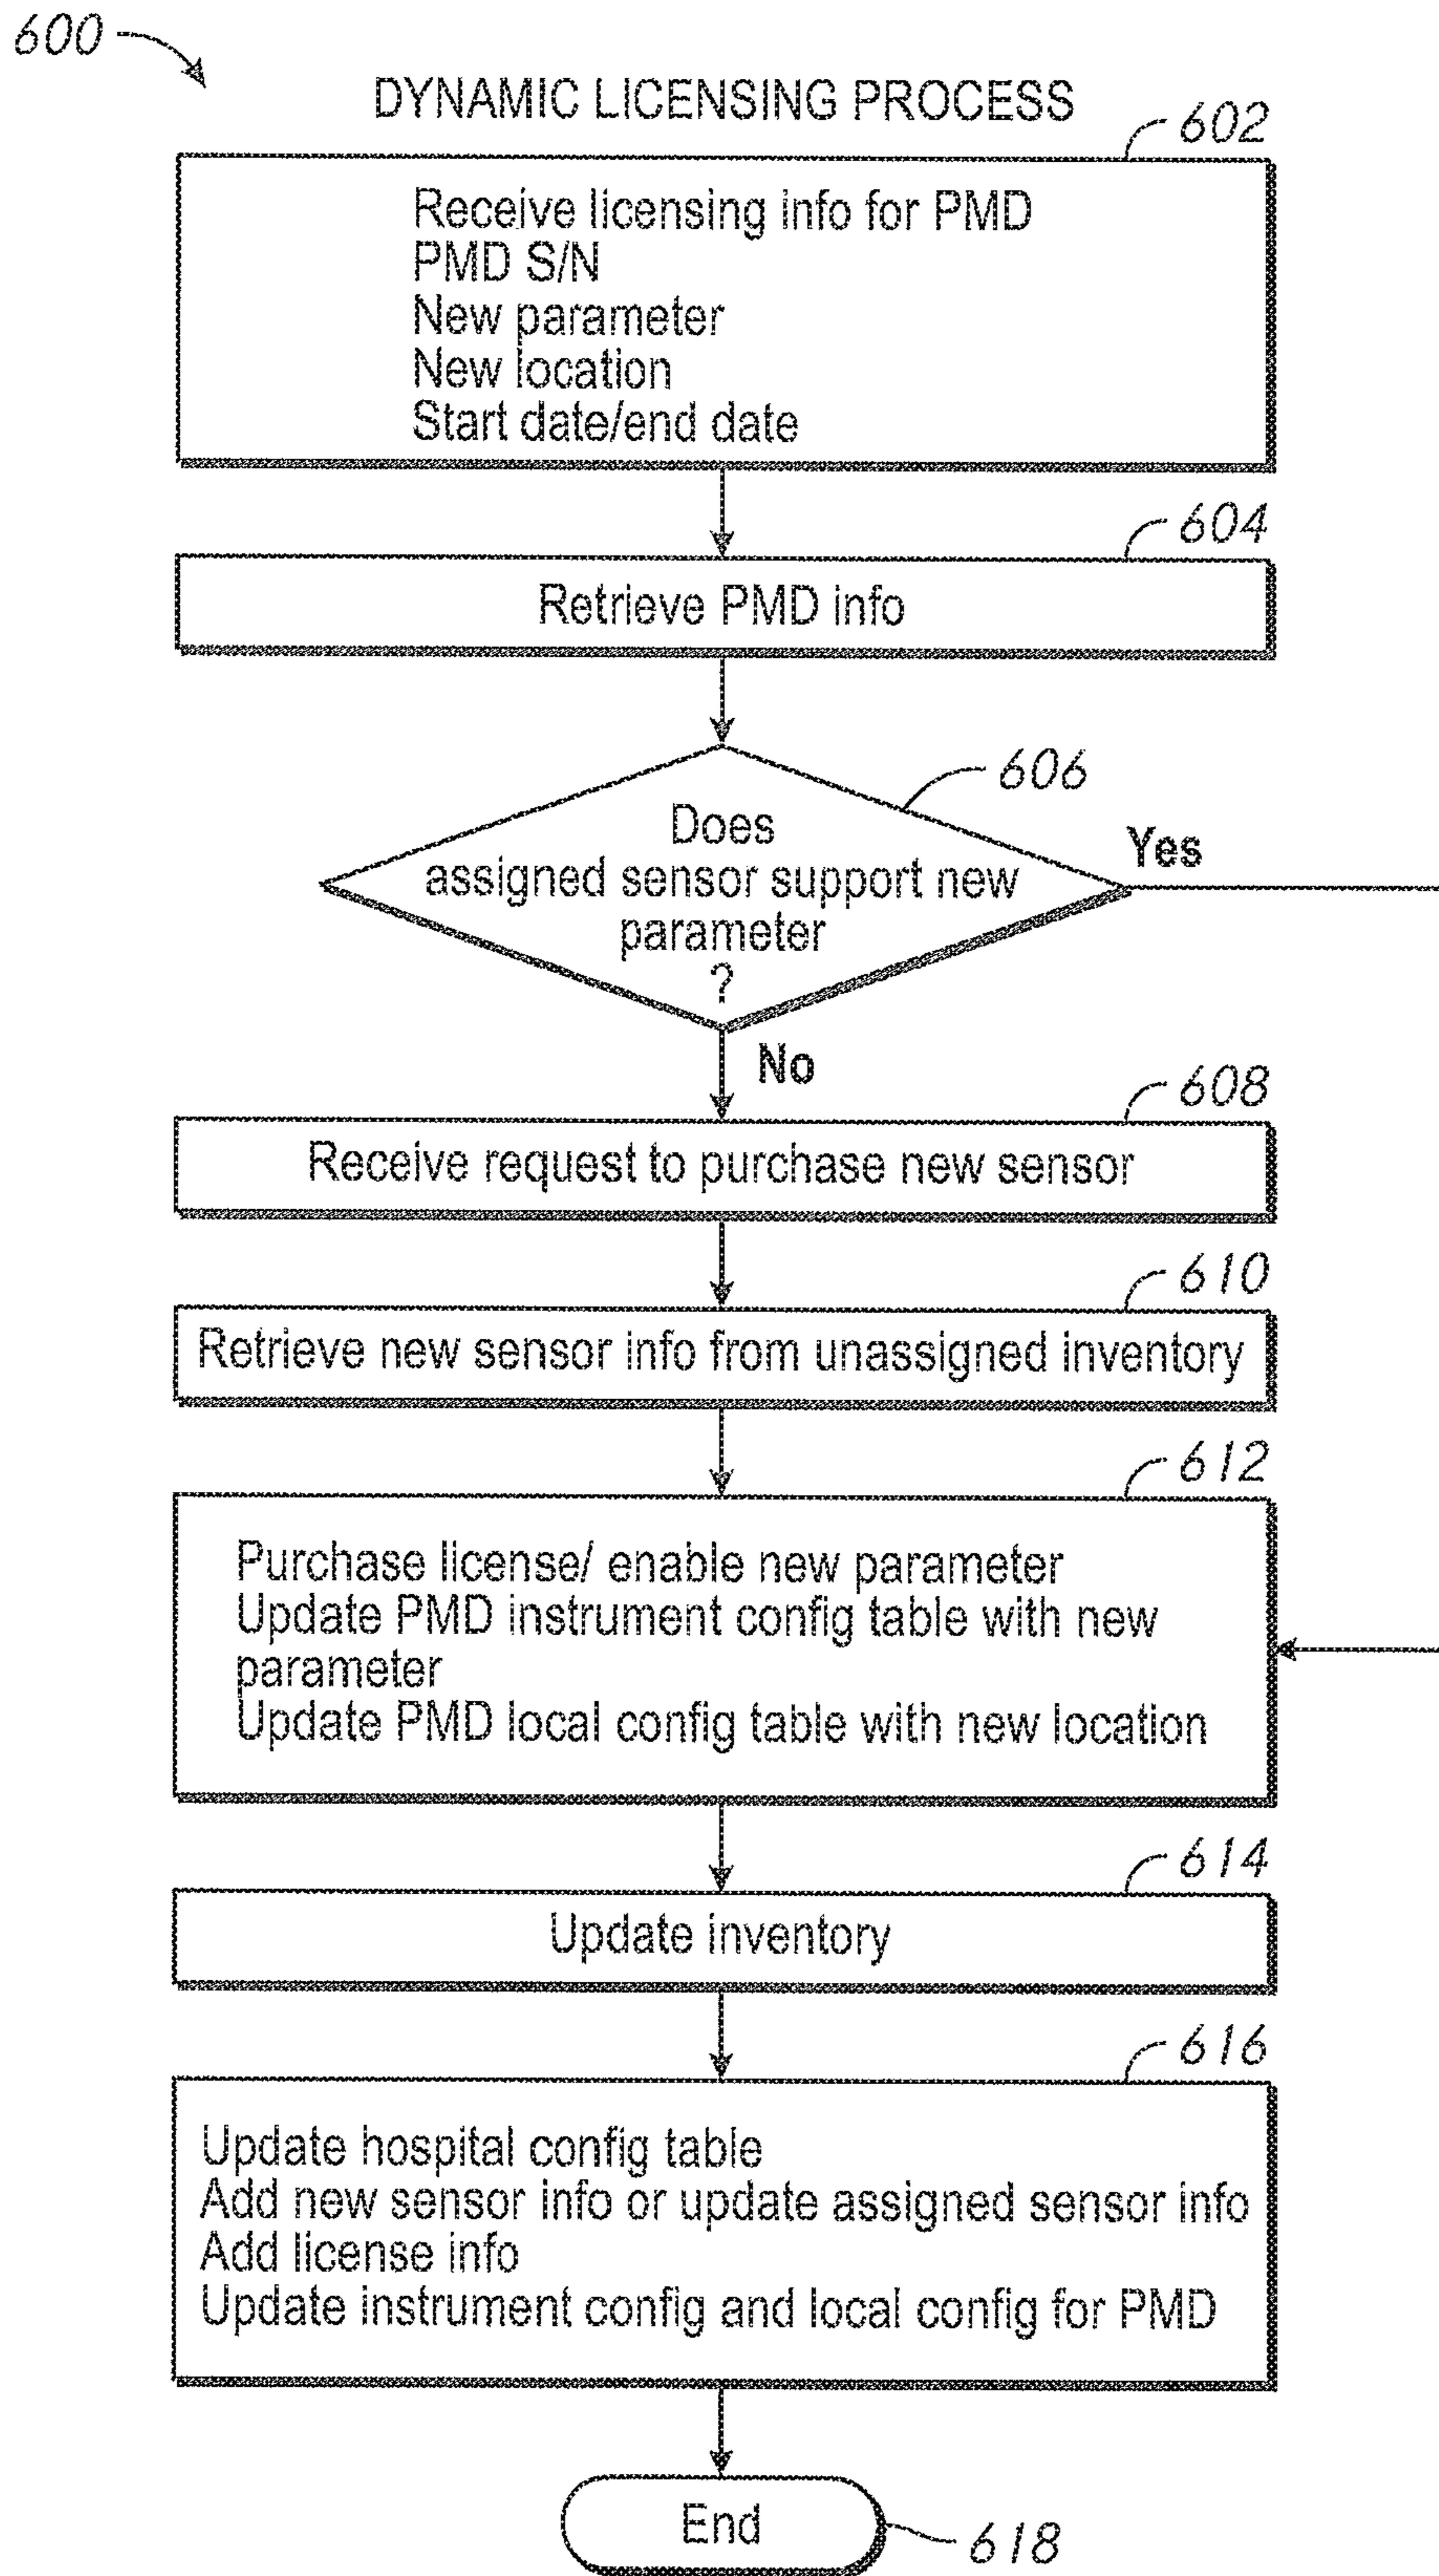 600
DYNAMIC LICENSING PROCESS
602
Receive licensing info for PMD
PMD S/N
New parameter
New location
Start date/end date
604
Retrieve PMD info
606
Does
assigned sensor support new
parameter
?
Yes
No
608
Receive request to purchase new sensor
610
Retrieve new sensor info from unassigned inventory
612
Purchase license/ enable new parameter
Update PMD instrument config table with new
parameter
Update PMD local config table with new location
614
Update inventory
616
Update hospital config table
Add new sensor info or update assigned sensor info
Add license info
Update instrument config and local config for PMD
End
618